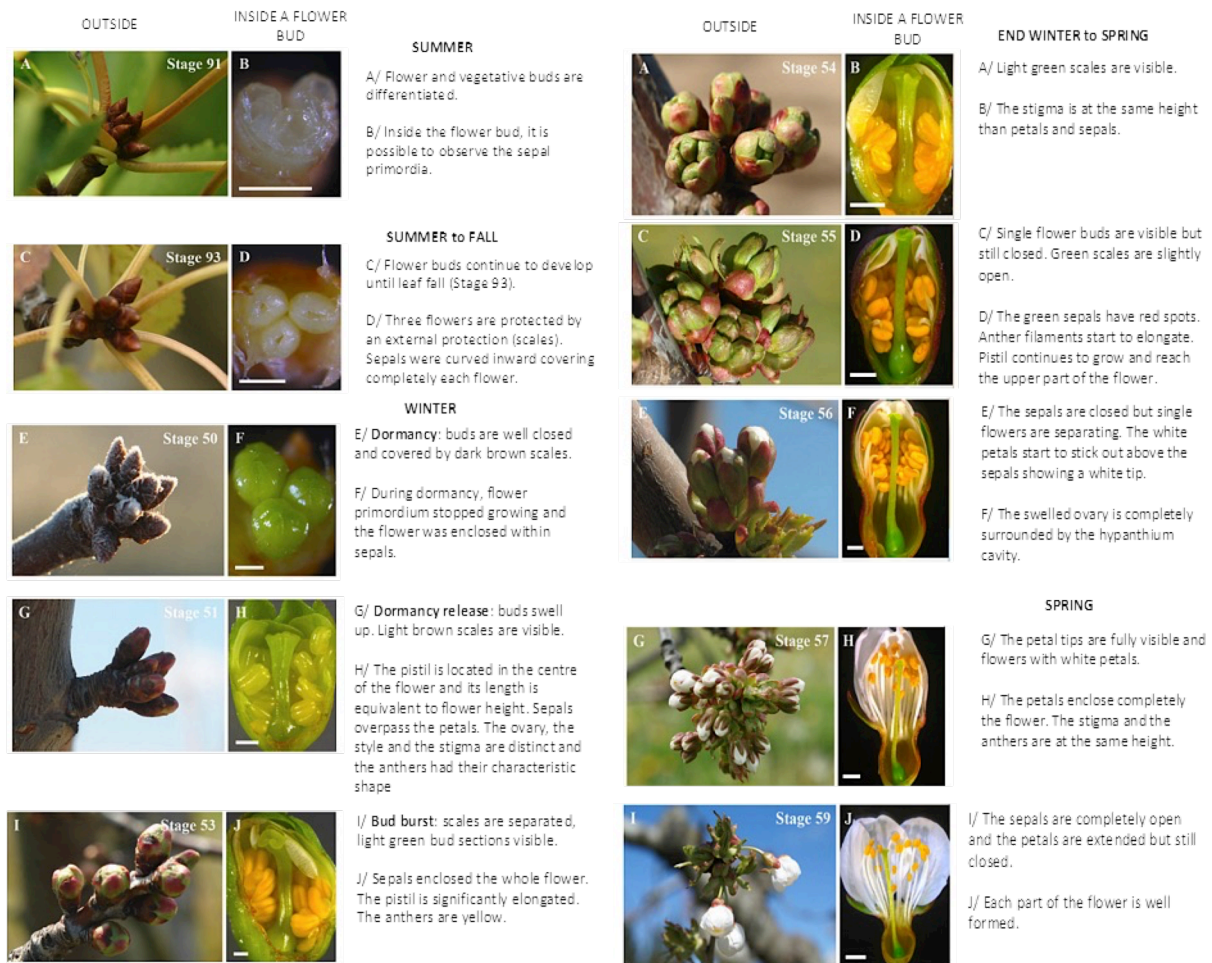 OUTSIDE
INSIDE A FLOWER
BUD
SUMMER
A
Stage 91
B
A/ Flower and vegetative buds are
differentiated.
B/ Inside the flower bud, it is
possible to observe the sepal
primordia.
SUMMER to FALL
C
Stage 93
D
C/ Flower buds continue to develop
until leaf fall (Stage 93).
D/ Three flowers are protected by
an external protection (scales).
Sepals were curved inward covering
completely each flower.
WINTER
E
Stage 50
F
E/ Dormancy: buds are well closed
and covered by dark brown scales.
F/ During dormancy, flower
primordium stopped growing and
the flower was enclosed within
sepals.
G
Stage 51
H
G/ Dormancy release: buds swell
up. Light brown scales are visible.
H/ The pistil is located in the centre
of the flower and its length is
equivalent to flower height. Sepals
overpass the petals. The ovary, the
style and the stigma are distinct and
the anthers had their characteristic
shape
I
Stage 53
J
I/ Bud burst: scales are separated,
light green bud sections visible.
J/ Sepals enclosed the whole flower.
The pistil is significantly elongated.
The anthers are yellow.
OUTSIDE
INSIDE A FLOWER
BUD
END WINTER to SPRING
A
Stage 54
B
A/ Light green scales are visible.
B/ The stigma is at the same height
than petals and sepals.
C
Stage 55
D
C/ Single flower buds are visible but
still closed. Green scales are slightly
open.
D/ The green sepals have red spots.
Anther filaments start to elongate.
Pistil continues to grow and reach
the upper part of the flower.
E
Stage 56
F
E/ The sepals are closed but single
flowers are separating. The white
petals start to stick out above the
sepals showing a white tip.
F/ The swelled ovary is completely
surrounded by the hypanthium
cavity.
SPRING
G
Stage 57
H
G/ The petal tips are fully visible and
flowers with white petals.
H/ The petals enclose completely
the flower. The stigma and the
anthers are at the same height.
I
Stage 59
J
I/ The sepals are completely open
and the petals are extended but still
closed.
J/ Each part of the flower is well
formed.